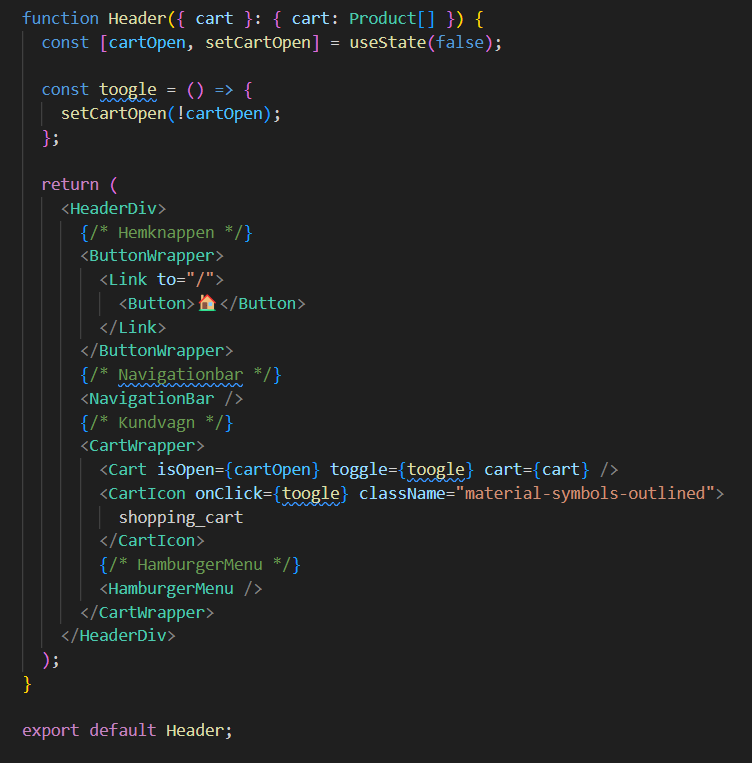 function Header({ cart }: { cart: Product[] }) {
  const [cartOpen, setCartOpen] = useState(false);

  const toogle = () => {
    setCartOpen(!cartOpen);
  };

  return (
    <HeaderDiv>
      {/* Hemknappen */}
      <ButtonWrapper>
        <Link to="/">
          <Button>🏠</Button>
        </Link>
      </ButtonWrapper>
      {/* Navigationbar */}
      <NavigationBar />
      {/* Kundvagn */}
      <CartWrapper>
        <Cart isOpen={cartOpen} toggle={toogle} cart={cart} />
        <CartIcon onClick={toogle} className="material-symbols-outlined">
          shopping_cart
        </CartIcon>
        {/* HamburgerMenu */}
        <HamburgerMenu />
      </CartWrapper>
    </HeaderDiv>
  );
}

export default Header;